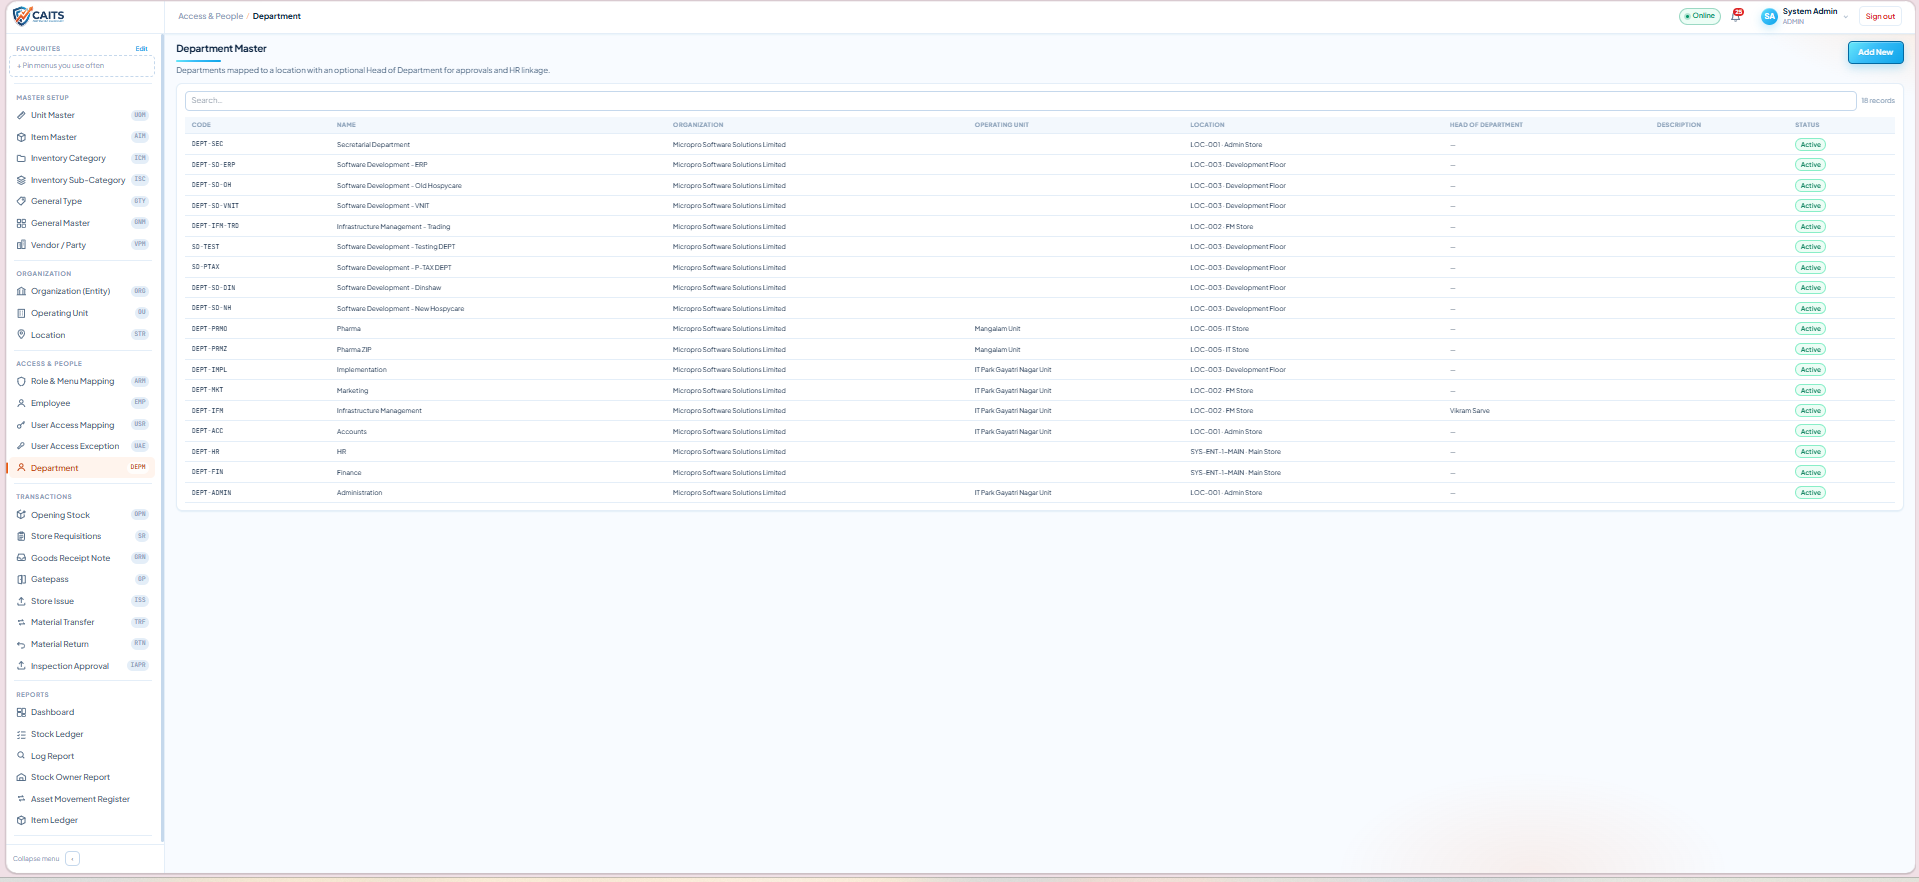 CAITS
Access & People / Department
Online
25
SA
System Admin
ADMIN
Sign out
FAVOURITES Edit
+ Pin menus you use often
MASTER SETUP
Unit Master UOM
Item Master AIM
Inventory Category ICM
Inventory Sub-Category ISC
General Type GTY
General Master GNM
Vendor / Party VPM
ORGANIZATION
Organization (Entity) ORG
Operating Unit OU
Location STR
ACCESS & PEOPLE
Role & Menu Mapping ARM
Employee EMP
User Access Mapping USR
User Access Exception UAE
Department DEPM
TRANSACTIONS
Opening Stock OPN
Store Requisitions SR
Goods Receipt Note GRN
Gatepass GP
Store Issue ISS
Material Transfer TRF
Material Return RTN
Inspection Approval IAPR
REPORTS
Dashboard
Stock Ledger
Log Report
Stock Owner Report
Asset Movement Register
Item Ledger
Collapse menu
Department Master
Add New
Departments mapped to a location with an optional Head of Department for approvals and HR linkage.
Search... 18 records
CODE NAME ORGANIZATION OPERATING UNIT LOCATION HEAD OF DEPARTMENT DESCRIPTION STATUS
DEPT-SEC Secretarial Department Micropro Software Solutions Limited LOC-001 · Admin Store — Active
DEPT-SD-ERP Software Development - ERP Micropro Software Solutions Limited LOC-003 · Development Floor — Active
DEPT-SD-OH Software Development - Old Hospycare Micropro Software Solutions Limited LOC-003 · Development Floor — Active
DEPT-SD-VNIT Software Development - VNIT Micropro Software Solutions Limited LOC-003 · Development Floor — Active
DEPT-IFM-TRD Infrastructure Management - Trading Micropro Software Solutions Limited LOC-002 · FM Store — Active
SD-TEST Software Development - Testing DEPT Micropro Software Solutions Limited LOC-003 · Development Floor — Active
SD-PTAX Software Development - P-TAX DEPT Micropro Software Solutions Limited LOC-003 · Development Floor — Active
DEPT-SD-DIN Software Development - Dinshaw Micropro Software Solutions Limited LOC-003 · Development Floor — Active
DEPT-SD-NH Software Development - New Hospycare Micropro Software Solutions Limited LOC-003 · Development Floor — Active
DEPT-PRMO Pharma Micropro Software Solutions Limited Mangalam Unit LOC-005 · IT Store — Active
DEPT-PRMZ Pharma ZIP Micropro Software Solutions Limited Mangalam Unit LOC-005 · IT Store — Active
DEPT-IMPL Implementation Micropro Software Solutions Limited IT Park Gayatri Nagar Unit LOC-003 · Development Floor — Active
DEPT-MKT Marketing Micropro Software Solutions Limited IT Park Gayatri Nagar Unit LOC-002 · FM Store — Active
DEPT-IFM Infrastructure Management Micropro Software Solutions Limited IT Park Gayatri Nagar Unit LOC-002 · FM Store Vikram Sarve Active
DEPT-ACC Accounts Micropro Software Solutions Limited IT Park Gayatri Nagar Unit LOC-001 · Admin Store — Active
DEPT-HR HR Micropro Software Solutions Limited SYS-ENT-1-MAIN · Main Store — Active
DEPT-FIN Finance Micropro Software Solutions Limited SYS-ENT-1-MAIN · Main Store — Active
DEPT-ADMIN Administration Micropro Software Solutions Limited IT Park Gayatri Nagar Unit LOC-001 · Admin Store — Active